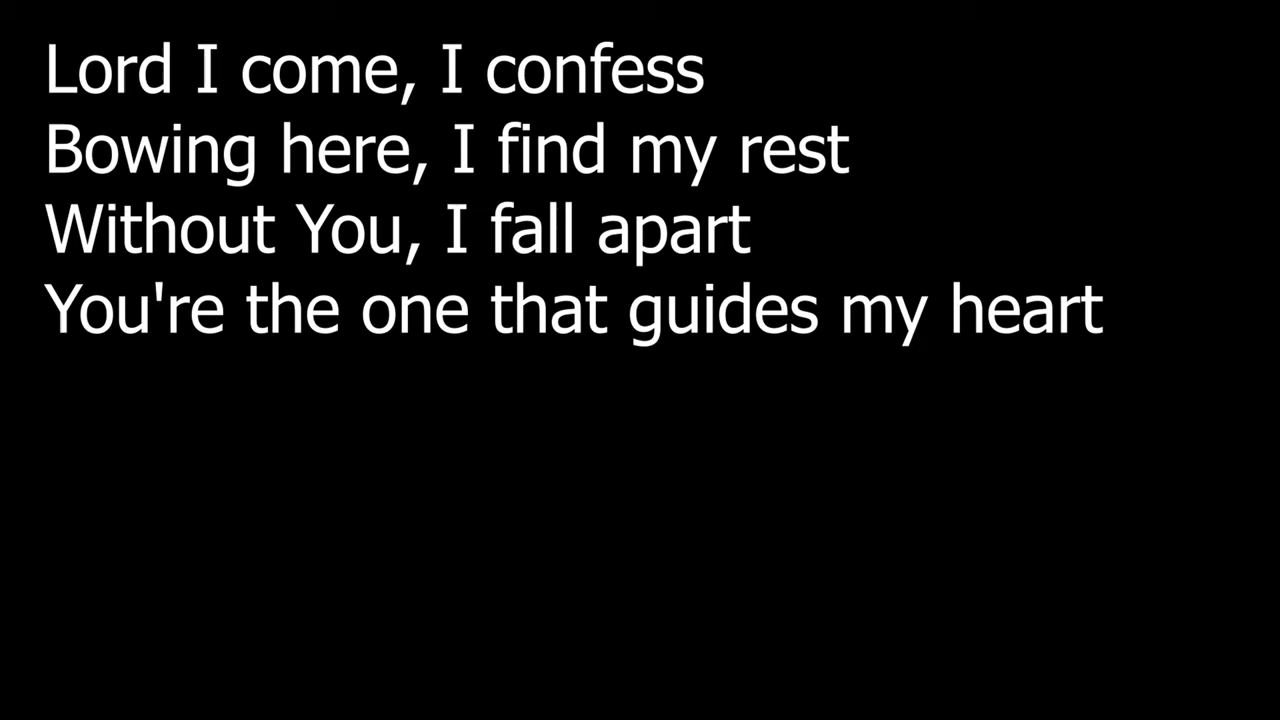 Lord I come, I confess
Bowing here, I find my rest
Without You, I fall apart
You're the one that guides my heart